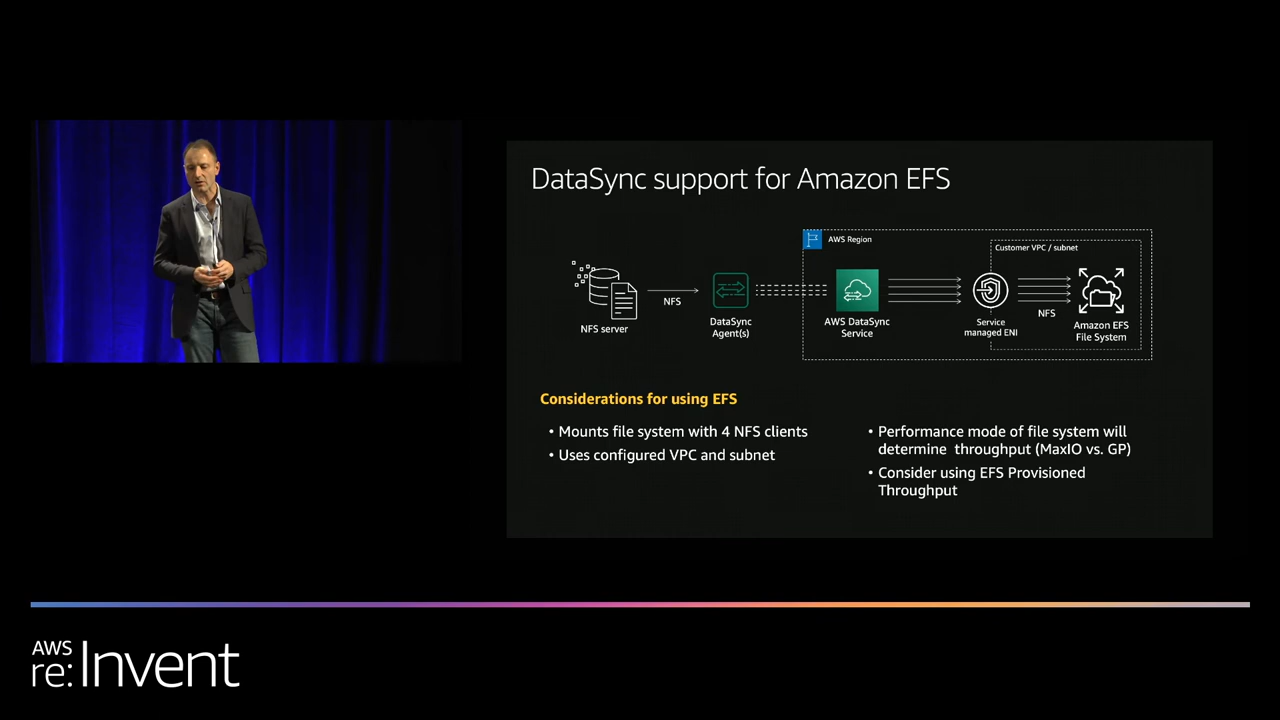 DataSync support for Amazon EFS
AWS Region
Customer VPC / subnet
NFS
NFS server
DataSync
Agent(s)
AWS DataSync
Service
Service
managed ENI
NFS
Amazon EFS
File System
Considerations for using EFS
• Mounts file system with 4 NFS clients
• Uses configured VPC and subnet
• Performance mode of file system will
determine throughput (MaxIO vs. GP)
• Consider using EFS Provisioned
Throughput
AWS
re:Invent